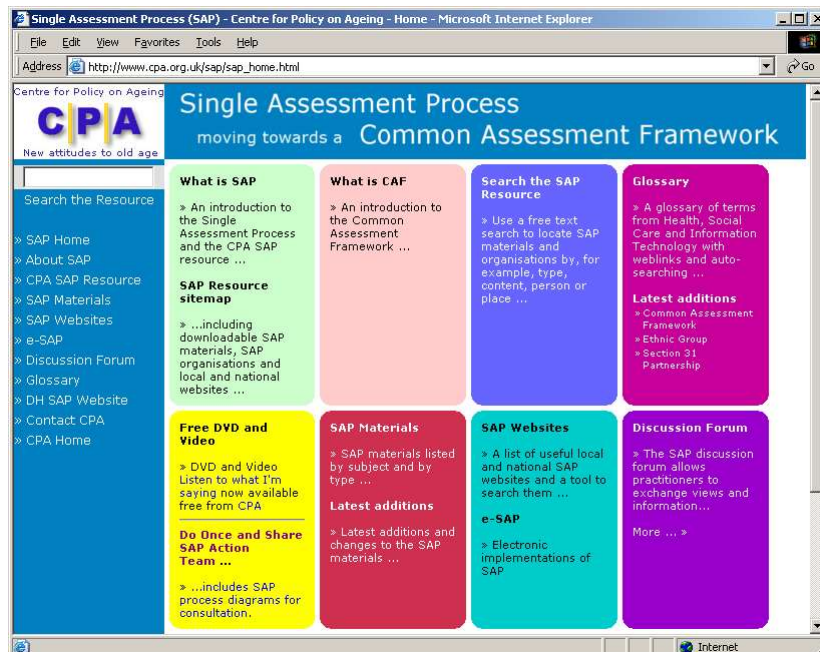 Single Assessment Process (SAP) - Centre for Policy on Ageing - Home - Microsoft Internet Explorer
File Edit View Favorites Tools Help
Address http://www.cpa.org.uk/sap/sap_home.html Go
Centre for Policy on Ageing
C|P|A
New attitudes to old age
Single Assessment Process
moving towards a Common Assessment Framework
Search the Resource
» SAP Home
» About SAP
» CPA SAP Resource
» SAP Materials
» SAP Websites
» e-SAP
» Discussion Forum
» Glossary
» DH SAP Website
» Contact CPA
» CPA Home
What is SAP
» An introduction to
the Single
Assessment Process
and the CPA SAP
resource ...
SAP Resource
sitemap
» ...including
downloadable SAP
materials, SAP
organisations and
local and national
websites ...
What is CAF
» An introduction to
the Common
Assessment
Framework ...
Search the SAP
Resource
» Use a free text
search to locate SAP
materials and
organisations by, for
example, type,
content, person or
place ...
Glossary
» A glossary of terms
from Health, Social
Care and Information
Technology with
weblinks and auto-
searching ...
Latest additions
» Common Assessment
Framework
» Ethnic Group
» Section 31
Partnership
Free DVD and
Video
» DVD and Video
Listen to what I'm
saying now available
free from CPA
Do Once and Share
SAP Action
Team ...
» ...includes SAP
process diagrams for
consultation.
SAP Materials
» SAP materials listed
by subject and by
type ...
Latest additions
» Latest additions and
changes to the SAP
materials ...
SAP Websites
» A list of useful local
and national SAP
websites and a tool to
search them ...
e-SAP
» Electronic
implementations of
SAP
Discussion Forum
» The SAP discussion
forum allows
practitioners to
exchange views and
information...
More ... »
Internet